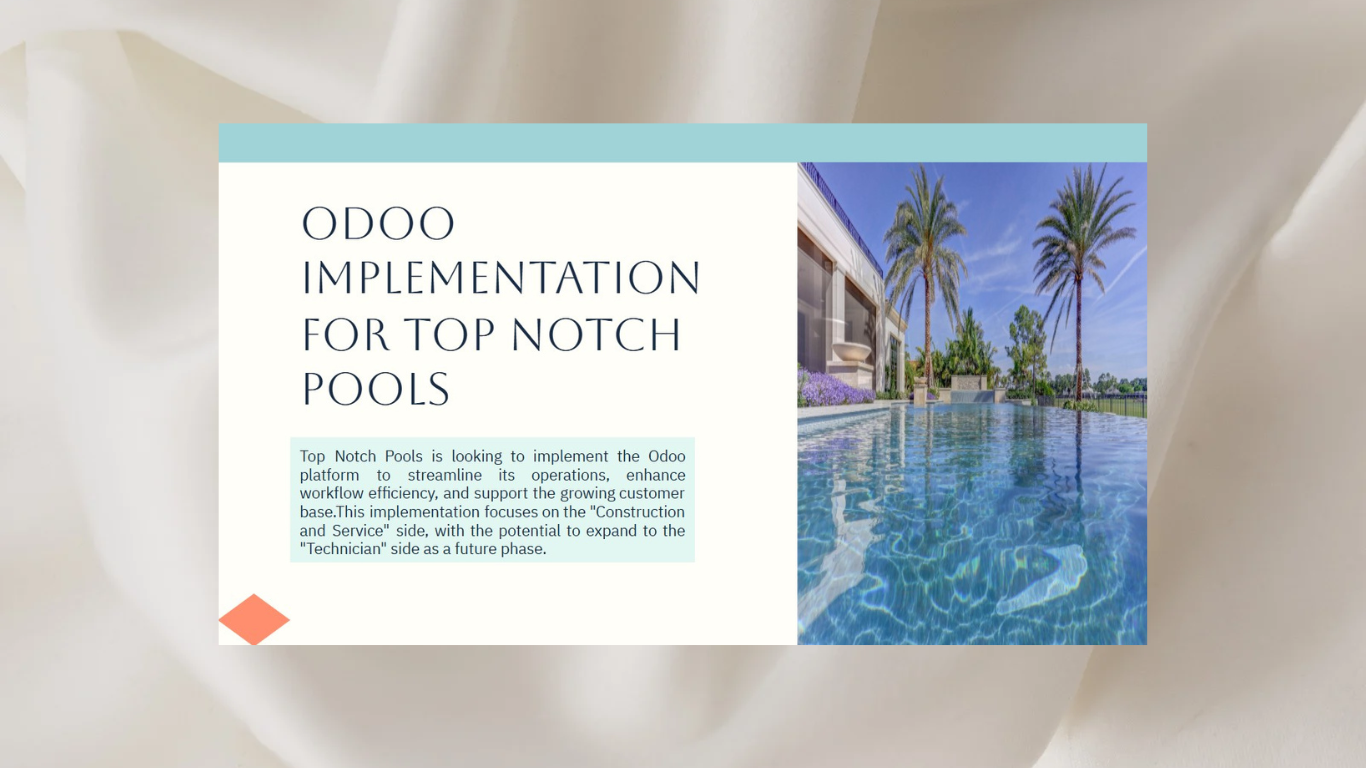 ODOO
IMPLEMENTATION
FOR TOP NOTCH
POOLS
Top Notch Pools is looking to implement the Odoo
platform to streamline its operations, enhance
workflow efficiency, and support the growing customer
base.This implementation focuses on the "Construction
and Service" side, with the potential to expand to the
"Technician" side as a future phase.